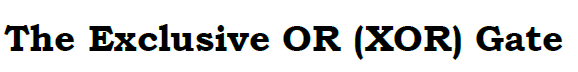 The Exclusive OR (XOR) Gate